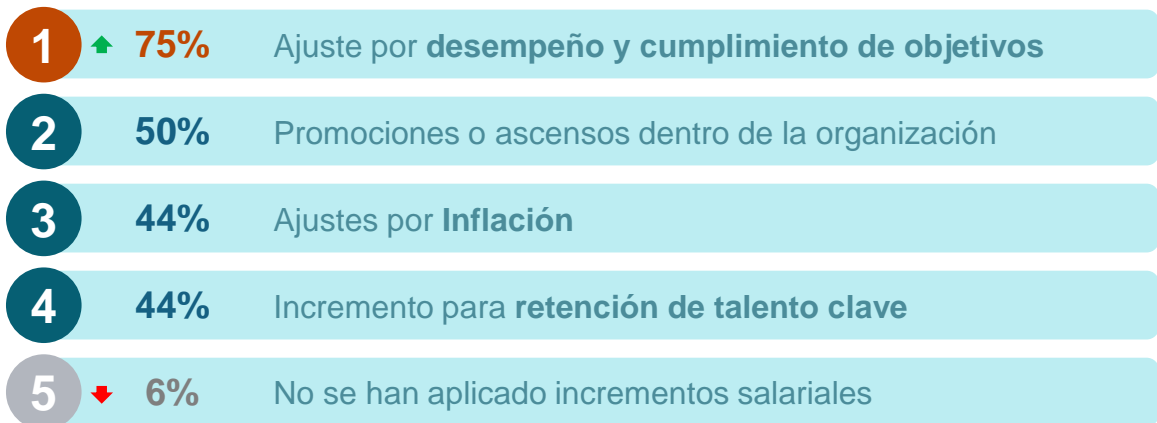 1 75% Ajuste por desempeño y cumplimiento de objetivos
2 50% Promociones o ascensos dentro de la organización
3 44% Ajustes por Inflación
4 44% Incremento para retención de talento clave
5 6% No se han aplicado incrementos salariales